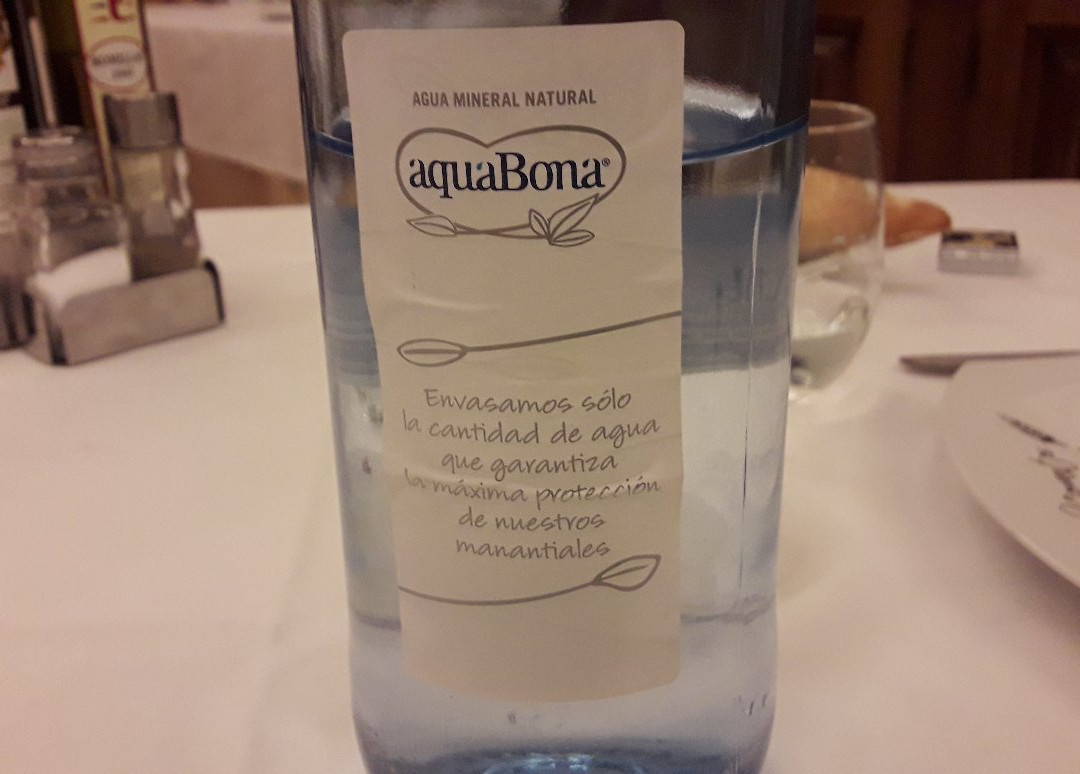 AGUA MINERAL NATURAL
aquaBona®
Envasamos sólo
la cantidad de agua
que garantiza
la máxima protección
de nuestros
manantiales